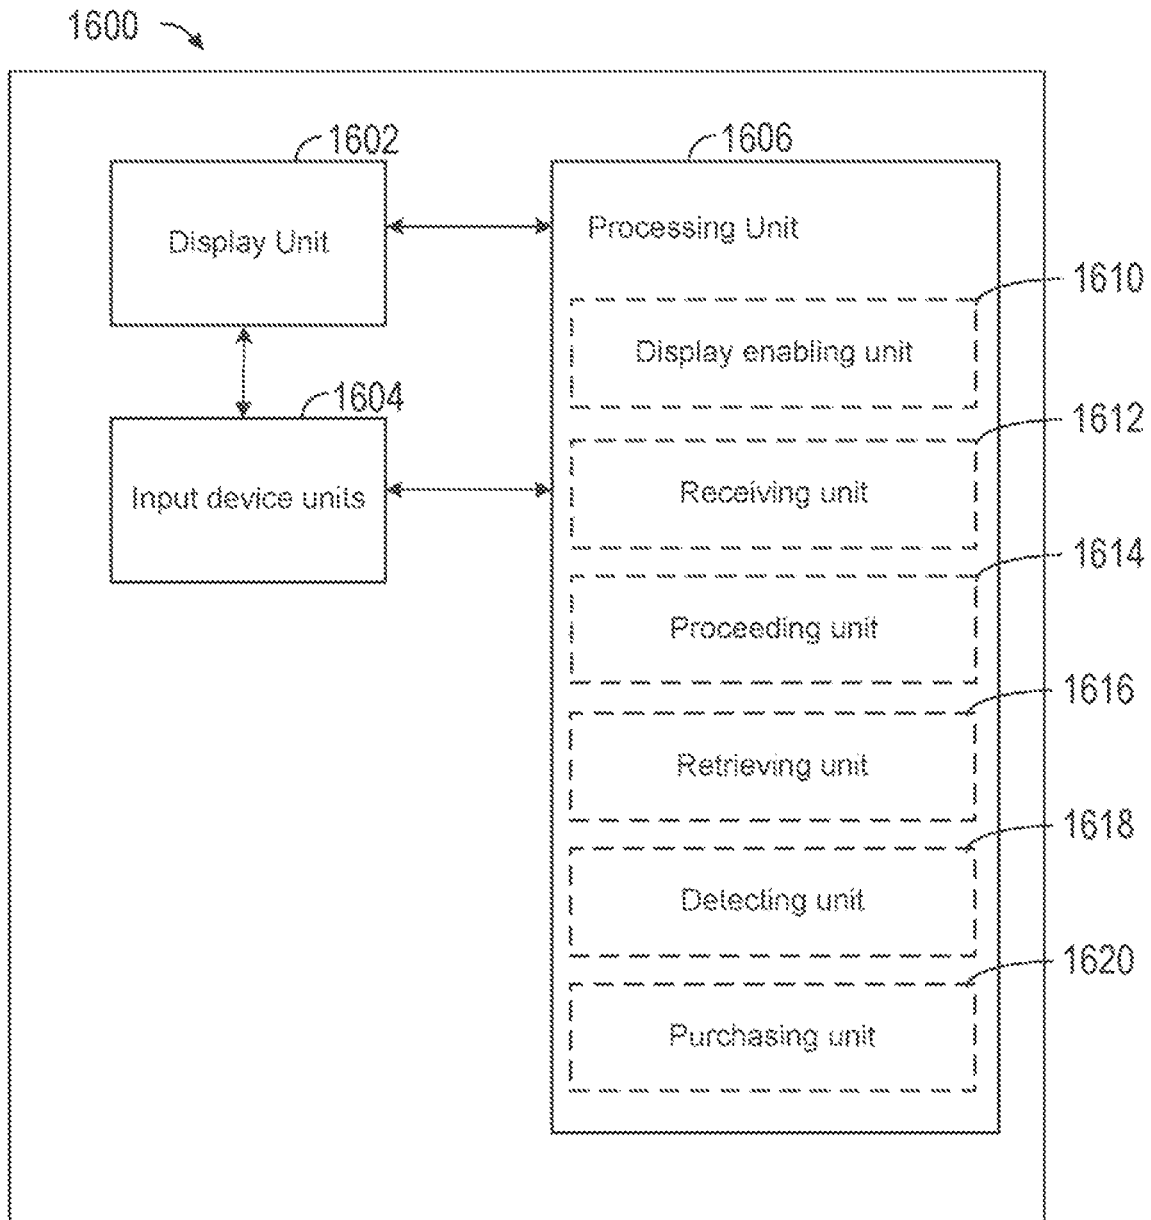 1600
1602
1606
Display Unit
Processing Unit
1610
Display enabling unit
1604
1612
Input device units
Receiving unit
1614
Proceeding unit
1616
Retrieving unit
1618
Detecting unit
1620
Purchasing unit